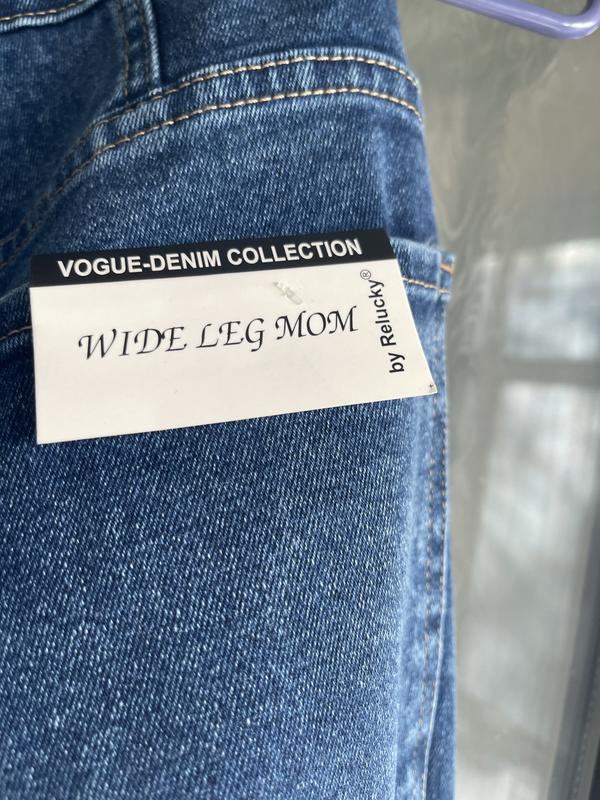 VOGUE-DENIM COLLECTION
WIDE LEG MOM
by Relucky®